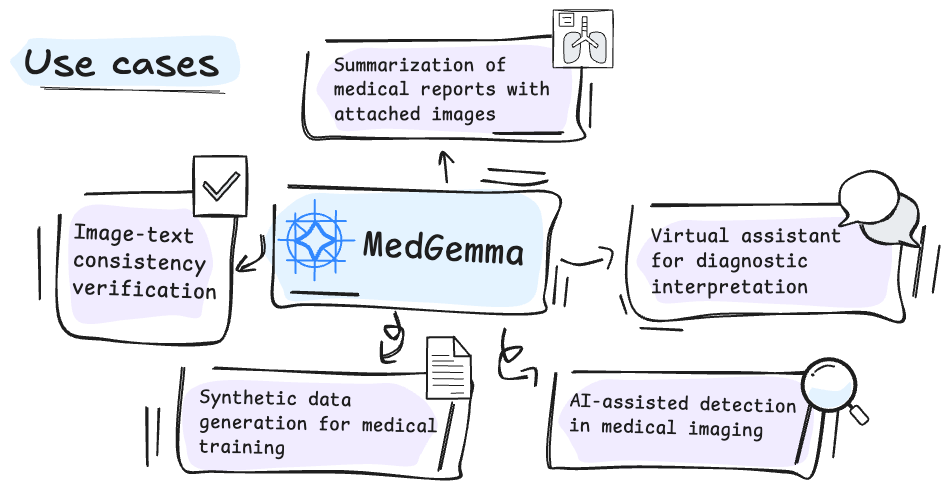 Use cases
Summarization of
medical reports with
attached images
Image-text
consistency
verification
MedGemma
Virtual assistant
for diagnostic
interpretation
Synthetic data
generation for medical
training
AI-assisted detection
in medical imaging